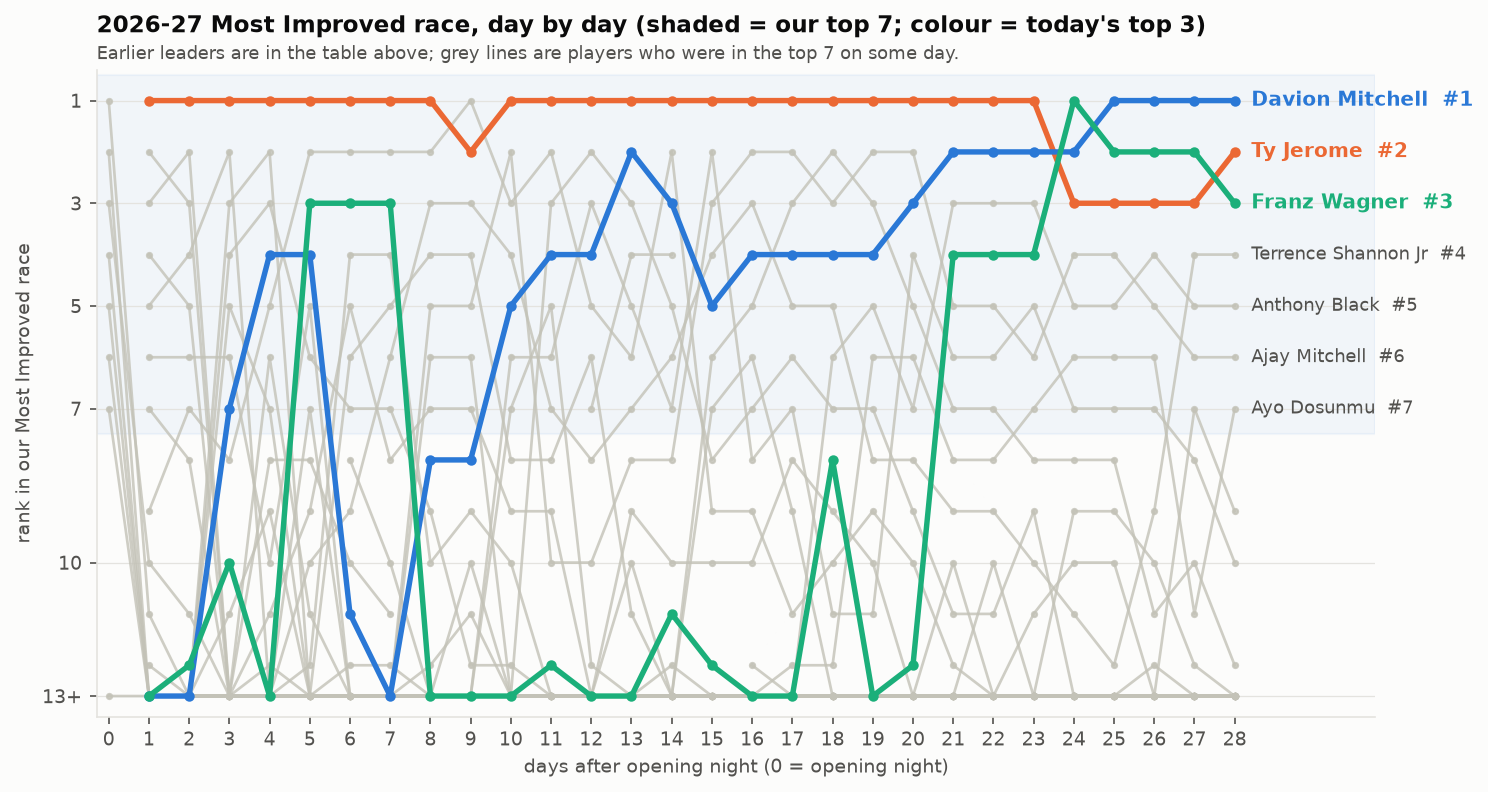 2026-27 Most Improved race, day by day (shaded = our top 7; colour = today's top 3)
Earlier leaders are in the table above; grey lines are players who were in the top 7 on some day.
rank in our Most Improved race
1
3
5
7
10
13+
Davion Mitchell #1
Ty Jerome #2
Franz Wagner #3
Terrence Shannon Jr #4
Anthony Black #5
Ajay Mitchell #6
Ayo Dosunmu #7
0 1 2 3 4 5 6 7 8 9 10 11 12 13 14 15 16 17 18 19 20 21 22 23 24 25 26 27 28
days after opening night (0 = opening night)